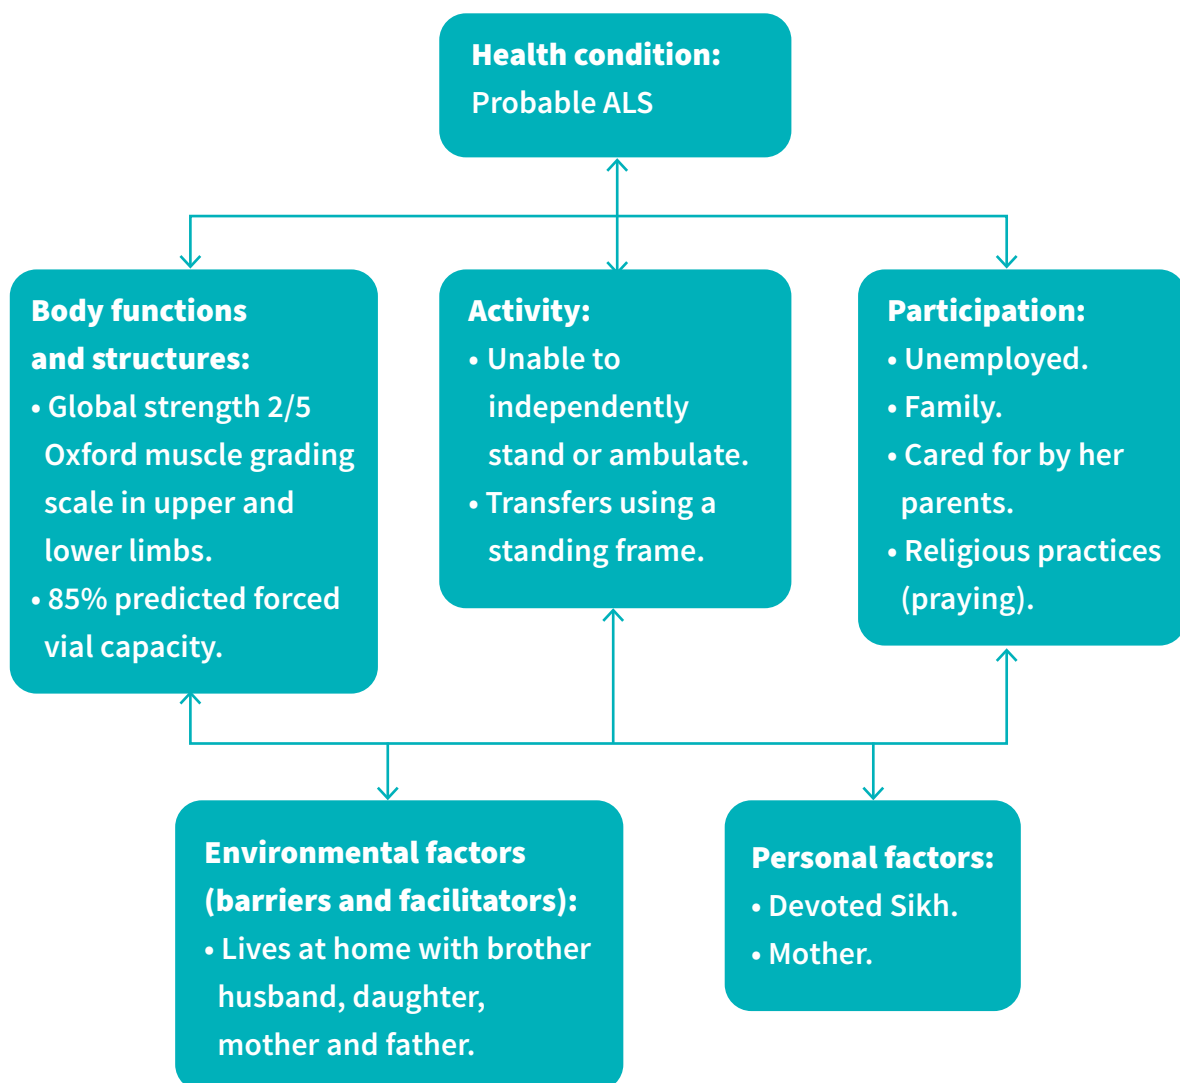 Health condition:
Probable ALS
Body functions
and structures:
• Global strength 2/5
Oxford muscle grading
scale in upper and
lower limbs.
• 85% predicted forced
vial capacity.
Activity:
• Unable to
independently
stand or ambulate.
• Transfers using a
standing frame.
Participation:
• Unemployed.
• Family.
• Cared for by her
parents.
• Religious practices
(praying).
Environmental factors
(barriers and facilitators):
• Lives at home with brother
husband, daughter,
mother and father.
Personal factors:
• Devoted Sikh.
• Mother.